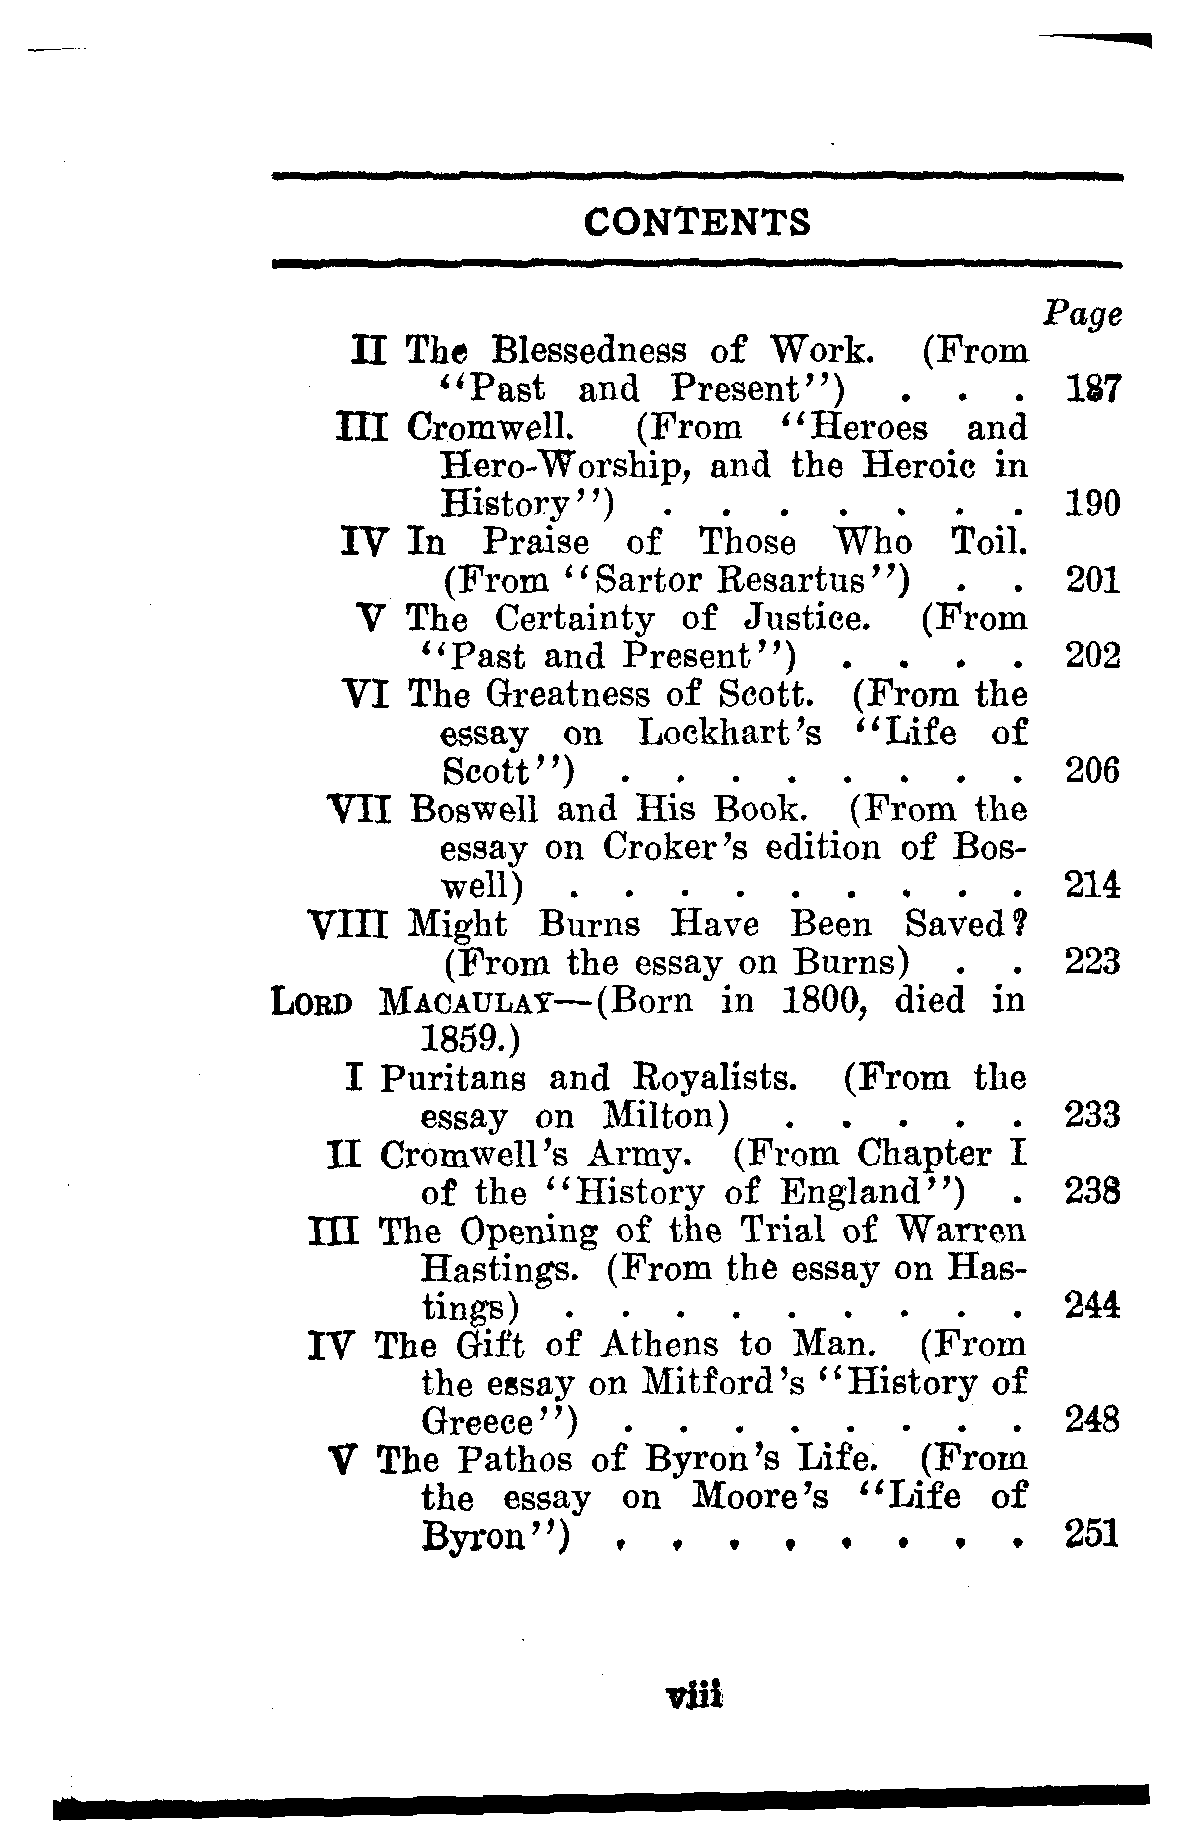 CONTENTS
Page
II The Blessedness of Work. (From
"Past and Present") . . . 187
III Cromwell. (From "Heroes and
Hero-Worship, and the Heroic in
History") . . . . . . . 190
IV In Praise of Those Who Toil.
(From "Sartor Resartus") . . 201
V The Certainty of Justice. (From
"Past and Present") . . . . 202
VI The Greatness of Scott. (From the
essay on Lockhart's "Life of
Scott") . . . . . . . . 206
VII Boswell and His Book. (From the
essay on Croker's edition of Bos-
well) . . . . . . . . . 214
VIII Might Burns Have Been Saved?
(From the essay on Burns) . . 223
LORD MACAULAY—(Born in 1800, died in
1859.)
I Puritans and Royalists. (From the
essay on Milton) . . . . . 233
II Cromwell's Army. (From Chapter I
of the "History of England") . 238
III The Opening of the Trial of Warren
Hastings. (From the essay on Has-
tings) . . . . . . . . . 244
IV The Gift of Athens to Man. (From
the essay on Mitford's "History of
Greece") . . . . . . . . 248
V The Pathos of Byron's Life. (From
the essay on Moore's "Life of
Byron") . . . . . . . . 251
viii